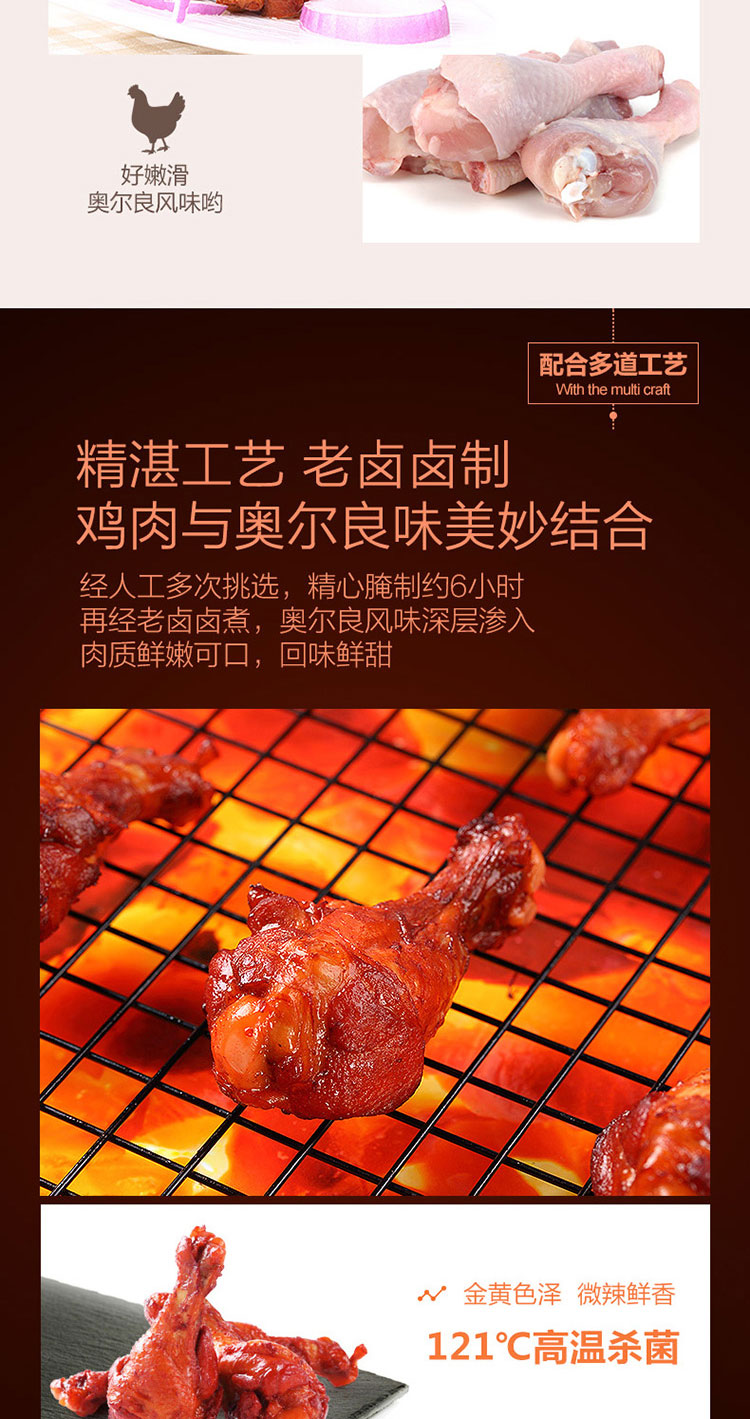 好嫩滑
奥尔良风味哟
配合多道工艺
With the multi craft
精湛工艺 老卤卤制
鸡肉与奥尔良味美妙结合
经人工多次挑选，精心腌制约6小时
再经老卤卤煮，奥尔良风味深层渗入
肉质鲜嫩可口，回味鲜甜
金黄色泽 微辣鲜香
121℃高温杀菌